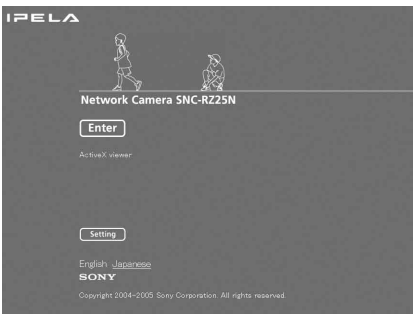 IPELA
Network Camera SNC-RZ25N
Enter
ActiveX viewer
Setting
English Japanese
SONY
Copyright 2004-2005 Sony Corporation. All rights reserved.